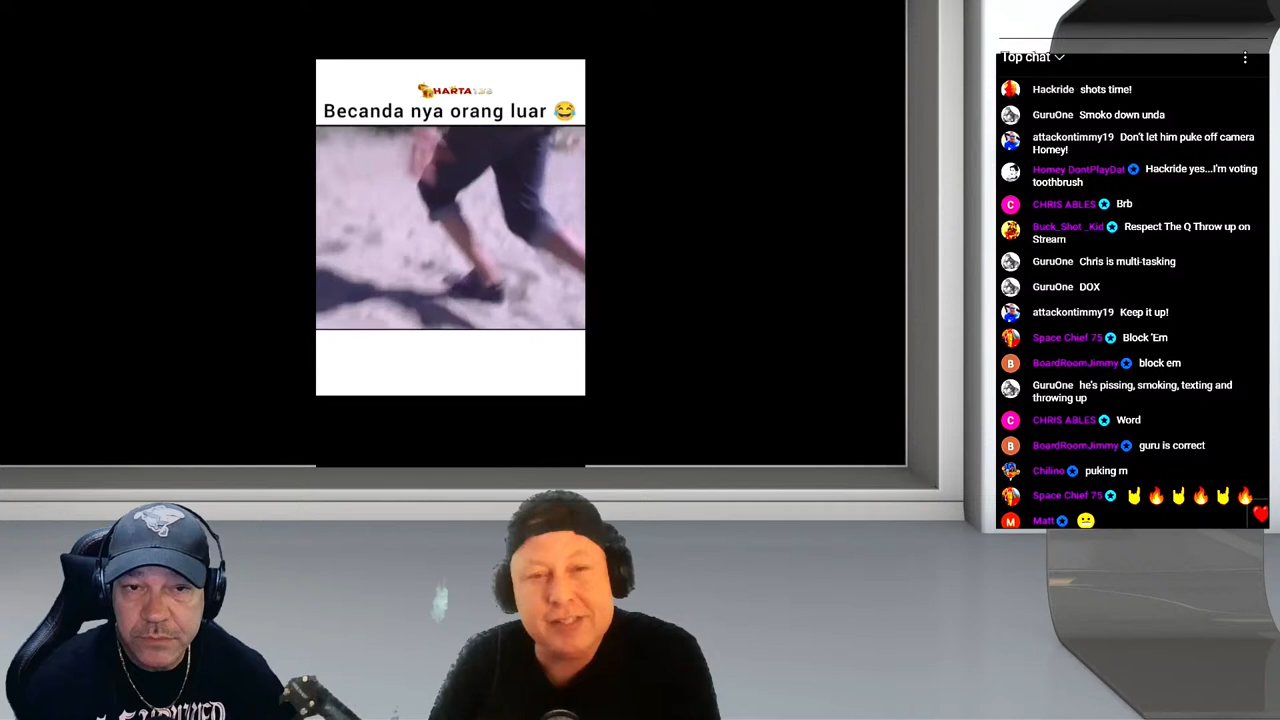 HARTA138
Becanda nya orang luar 😂
Top chat
Hackride shots time!
GuruOne Smoko down unda
attackontimmy19 Don't let him puke off camera
Homey!
Homey DontPlayDat Hackride yes...I'm voting
toothbrush
CHRIS ABLES Brb
Buck_Shot _Kid Respect The Q Throw up on
Stream
GuruOne Chris is multi-tasking
GuruOne DOX
attackontimmy19 Keep it up!
Space Chief 75 Block 'Em
B
BoardRoomJimmy block em
GuruOne he's pissing, smoking, texting and
throwing up
C
CHRIS ABLES Word
B
BoardRoomJimmy guru is correct
Chilino puking rn
Space Chief 75 🤘🔥🤘🔥🤘🔥
M
Matt 😬